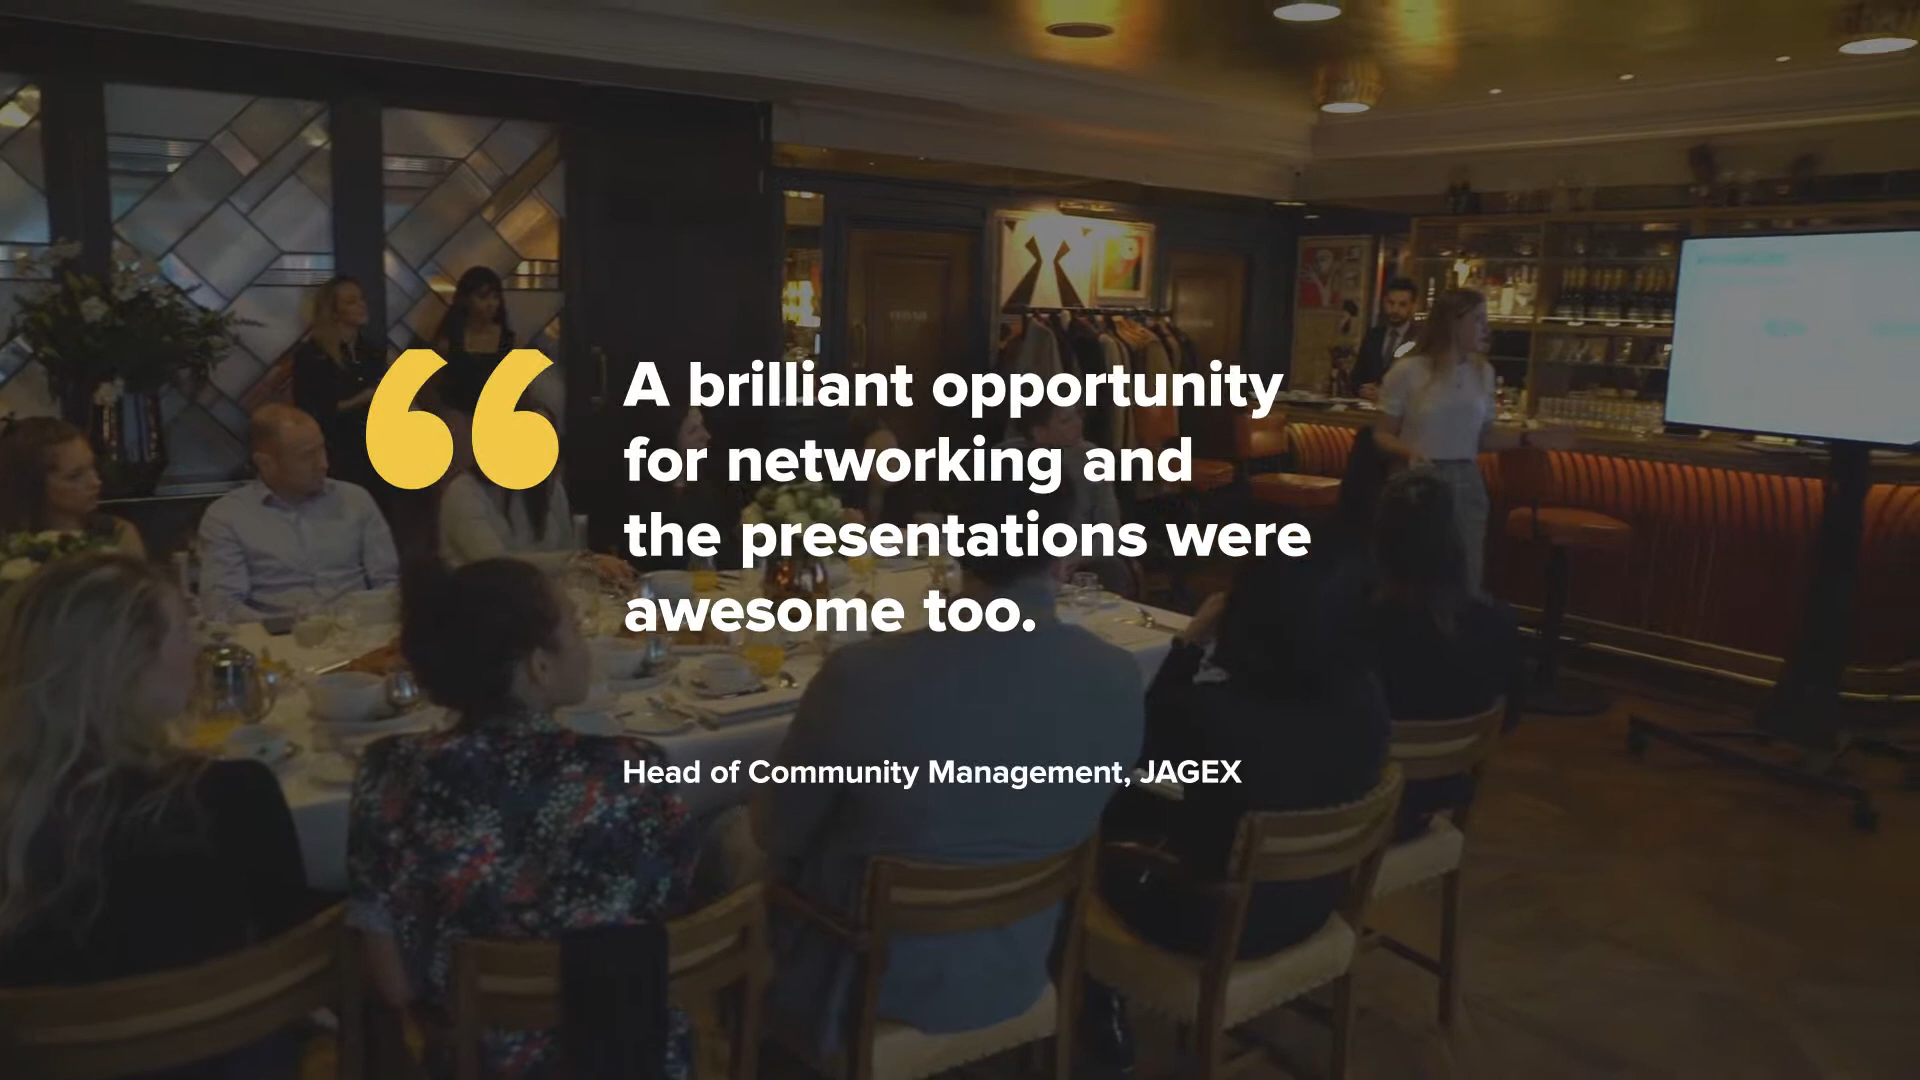 “
A brilliant opportunity
for networking and
the presentations were
awesome too.
Head of Community Management, JAGEX